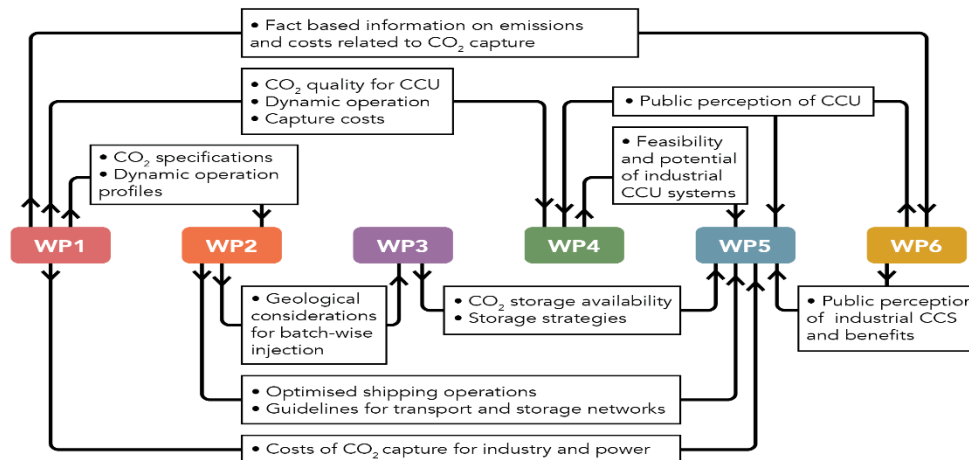 • Fact based information on emissions
and costs related to CO₂ capture
• CO₂ quality for CCU
• Dynamic operation
• Capture costs
• Public perception of CCU
• CO₂ specifications
• Dynamic operation
profiles
• Feasibility
and potential
of industrial
CCU systems
WP1
WP2
WP3
WP4
WP5
WP6
• Geological
considerations
for batch-wise
injection
• CO₂ storage availability
• Storage strategies
• Public perception
of industrial CCS
and benefits
• Optimised shipping operations
• Guidelines for transport and storage networks
• Costs of CO₂ capture for industry and power